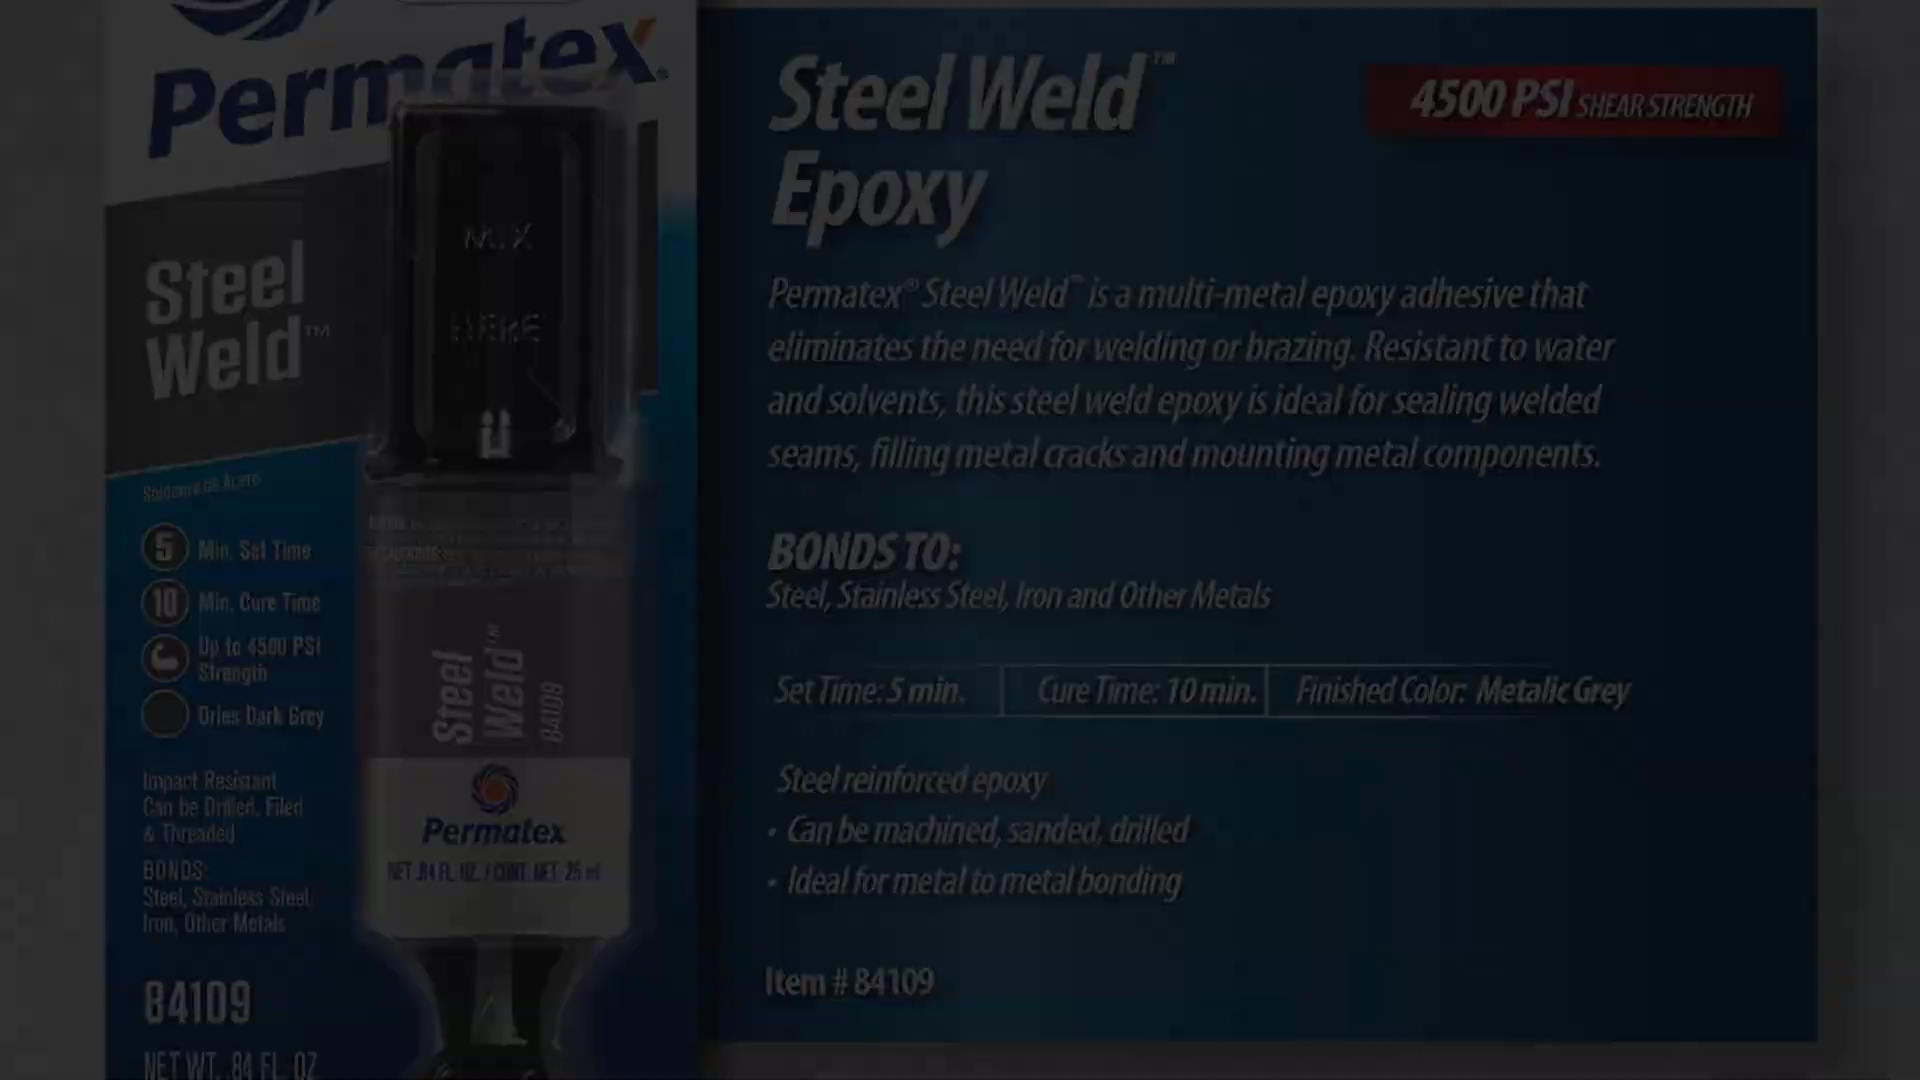 Permatex®
MIX
HERE
Steel
Weld™
Soldadura de Acero
5 Min. Set Time
10 Min. Cure Time
Up to 4500 PSI
Strength
Dries Dark Grey
Impact Resistant
Can be Drilled, Filed
& Threaded
BONDS:
Steel, Stainless Steel,
Iron, Other Metals
84109
NET WT. .84 FL. OZ
Steel
Weld™
84109
Permatex
NET .84 FL. OZ. / CONT. NET. 25 ml
Steel Weld™
Epoxy
4500 PSI SHEAR STRENGTH
Permatex® Steel Weld™ is a multi-metal epoxy adhesive that
eliminates the need for welding or brazing. Resistant to water
and solvents, this steel weld epoxy is ideal for sealing welded
seams, filling metal cracks and mounting metal components.
BONDS TO:
Steel, Stainless Steel, Iron and Other Metals
Set Time: 5 min.
Cure Time: 10 min.
Finished Color: Metalic Grey
Steel reinforced epoxy
• Can be machined, sanded, drilled
• Ideal for metal to metal bonding
Item # 84109